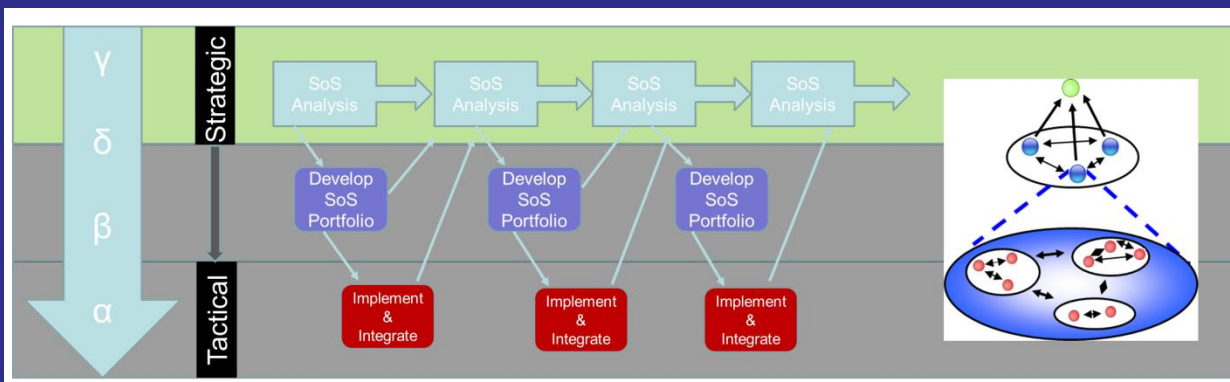 γ
δ
β
α
Strategic
Tactical
SoS
Analysis
SoS
Analysis
SoS
Analysis
SoS
Analysis
Develop
SoS
Portfolio
Develop
SoS
Portfolio
Develop
SoS
Portfolio
Implement
&
Integrate
Implement
&
Integrate
Implement
&
Integrate